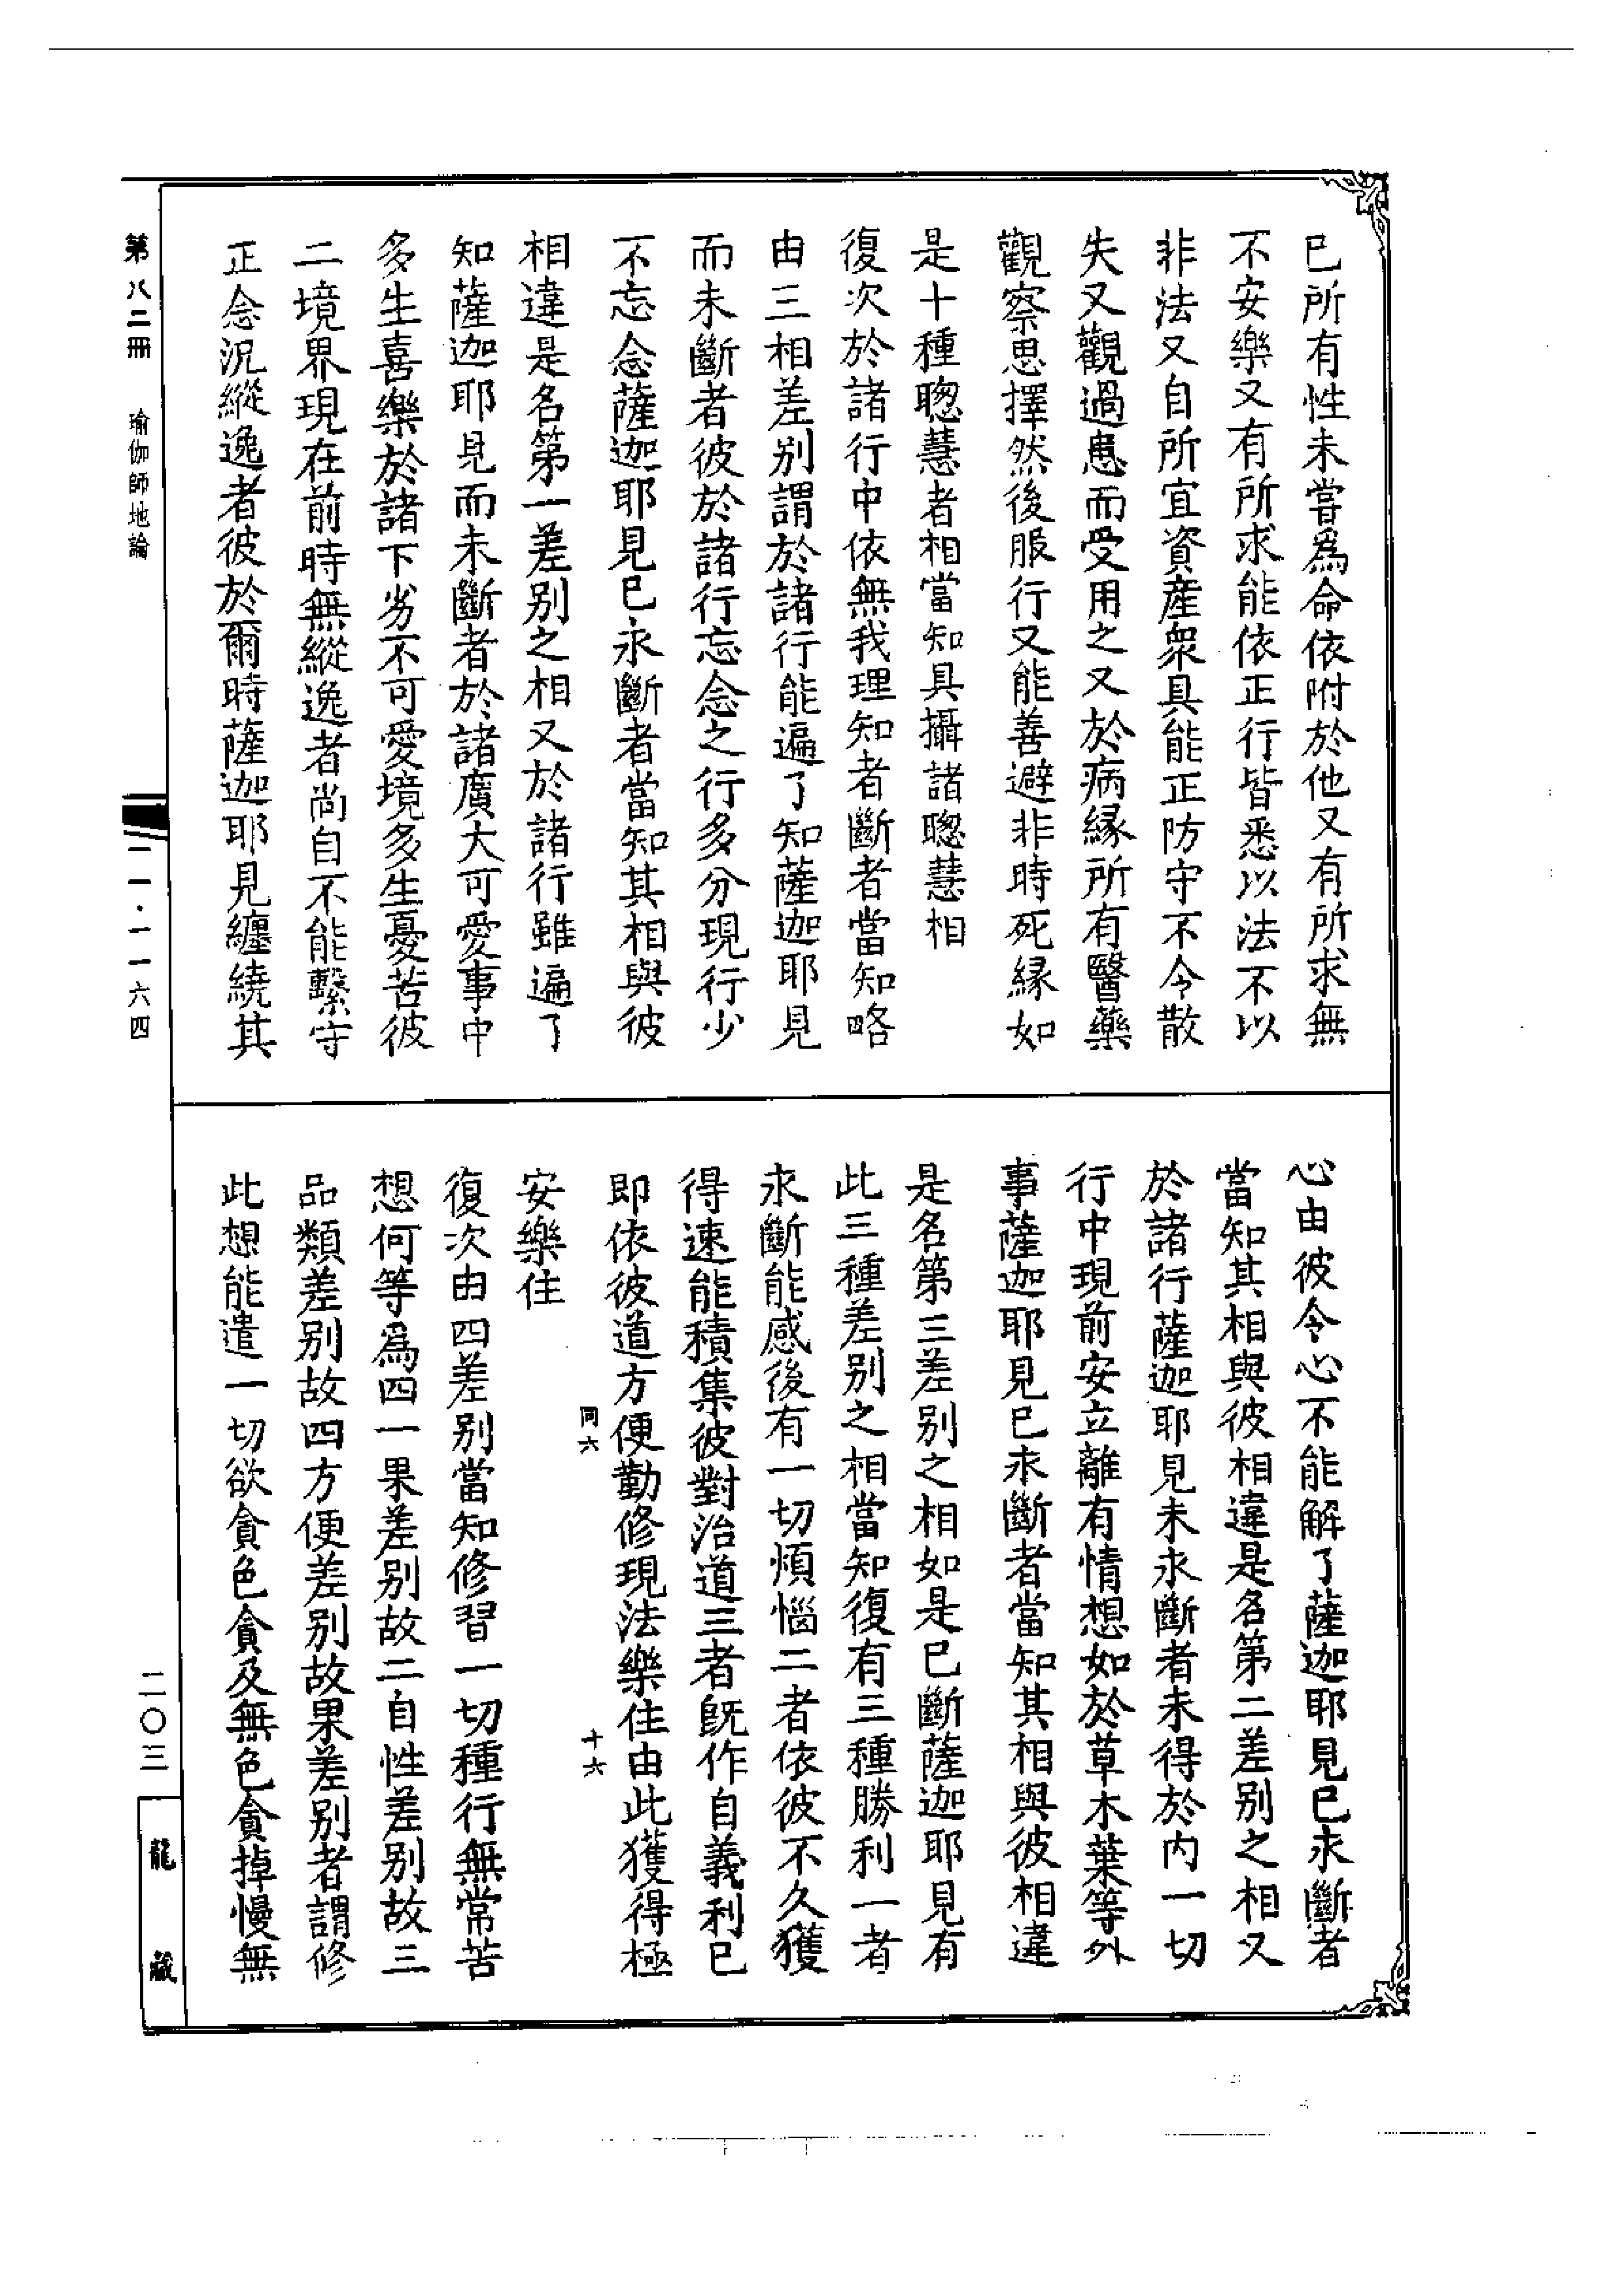 已所有性未嘗爲命依附於他又有所求無
不安樂又有所求能依正行皆悉以法不以
非法又自所宜資產衆具能正防守不令散
失又觀過患而受用之又於病緣所有醫藥
觀察思擇然後服行又能善避非時死緣如
是十種聰慧者相當知具攝諸聰慧相
復次於諸行中依無我理知者斷者當知略
由三相差別謂於諸行能遍了知薩迦耶見
而未斷者彼於諸行忘念之行多分現行少
不忘念薩迦耶見已永斷者當知其相與彼
相違是名第一差別之相又於諸行雖遍了
知薩迦耶見而未斷者於諸廣大可愛事中
多生喜樂於諸下劣不可愛境多生憂苦彼
二境界現在前時無縱逸者尚自不能繫守
正念況縱逸者彼於爾時薩迦耶見纏繞其
心由彼令心不能解了薩迦耶見已永斷者
當知其相與彼相違是名第二差別之相又
於諸行薩迦耶見未永斷者未得於內一切
行中現前安立離有情想如於草木葉等外
事薩迦耶見已永斷者當知其相與彼相違
是名第三差別之相如是已斷薩迦耶見有
此三種差別之相當知復有三種勝利一者
永斷能感後有一切煩惱二者依彼不久獲
得速能積集彼對治道三者旣作自義利已
即依彼道方便勤修現法樂住由此獲得極
同六
十六
安樂住
復次由四差別當知修習一切種行無常苦
想何等爲四一果差別故二自性差別故三
品類差別故四方便差別故果差別者謂修
此想能遣一切欲貪色貪及無色貪掉慢無
第八二冊 瑜伽師地論
一一·一一六四
二〇三
龍藏